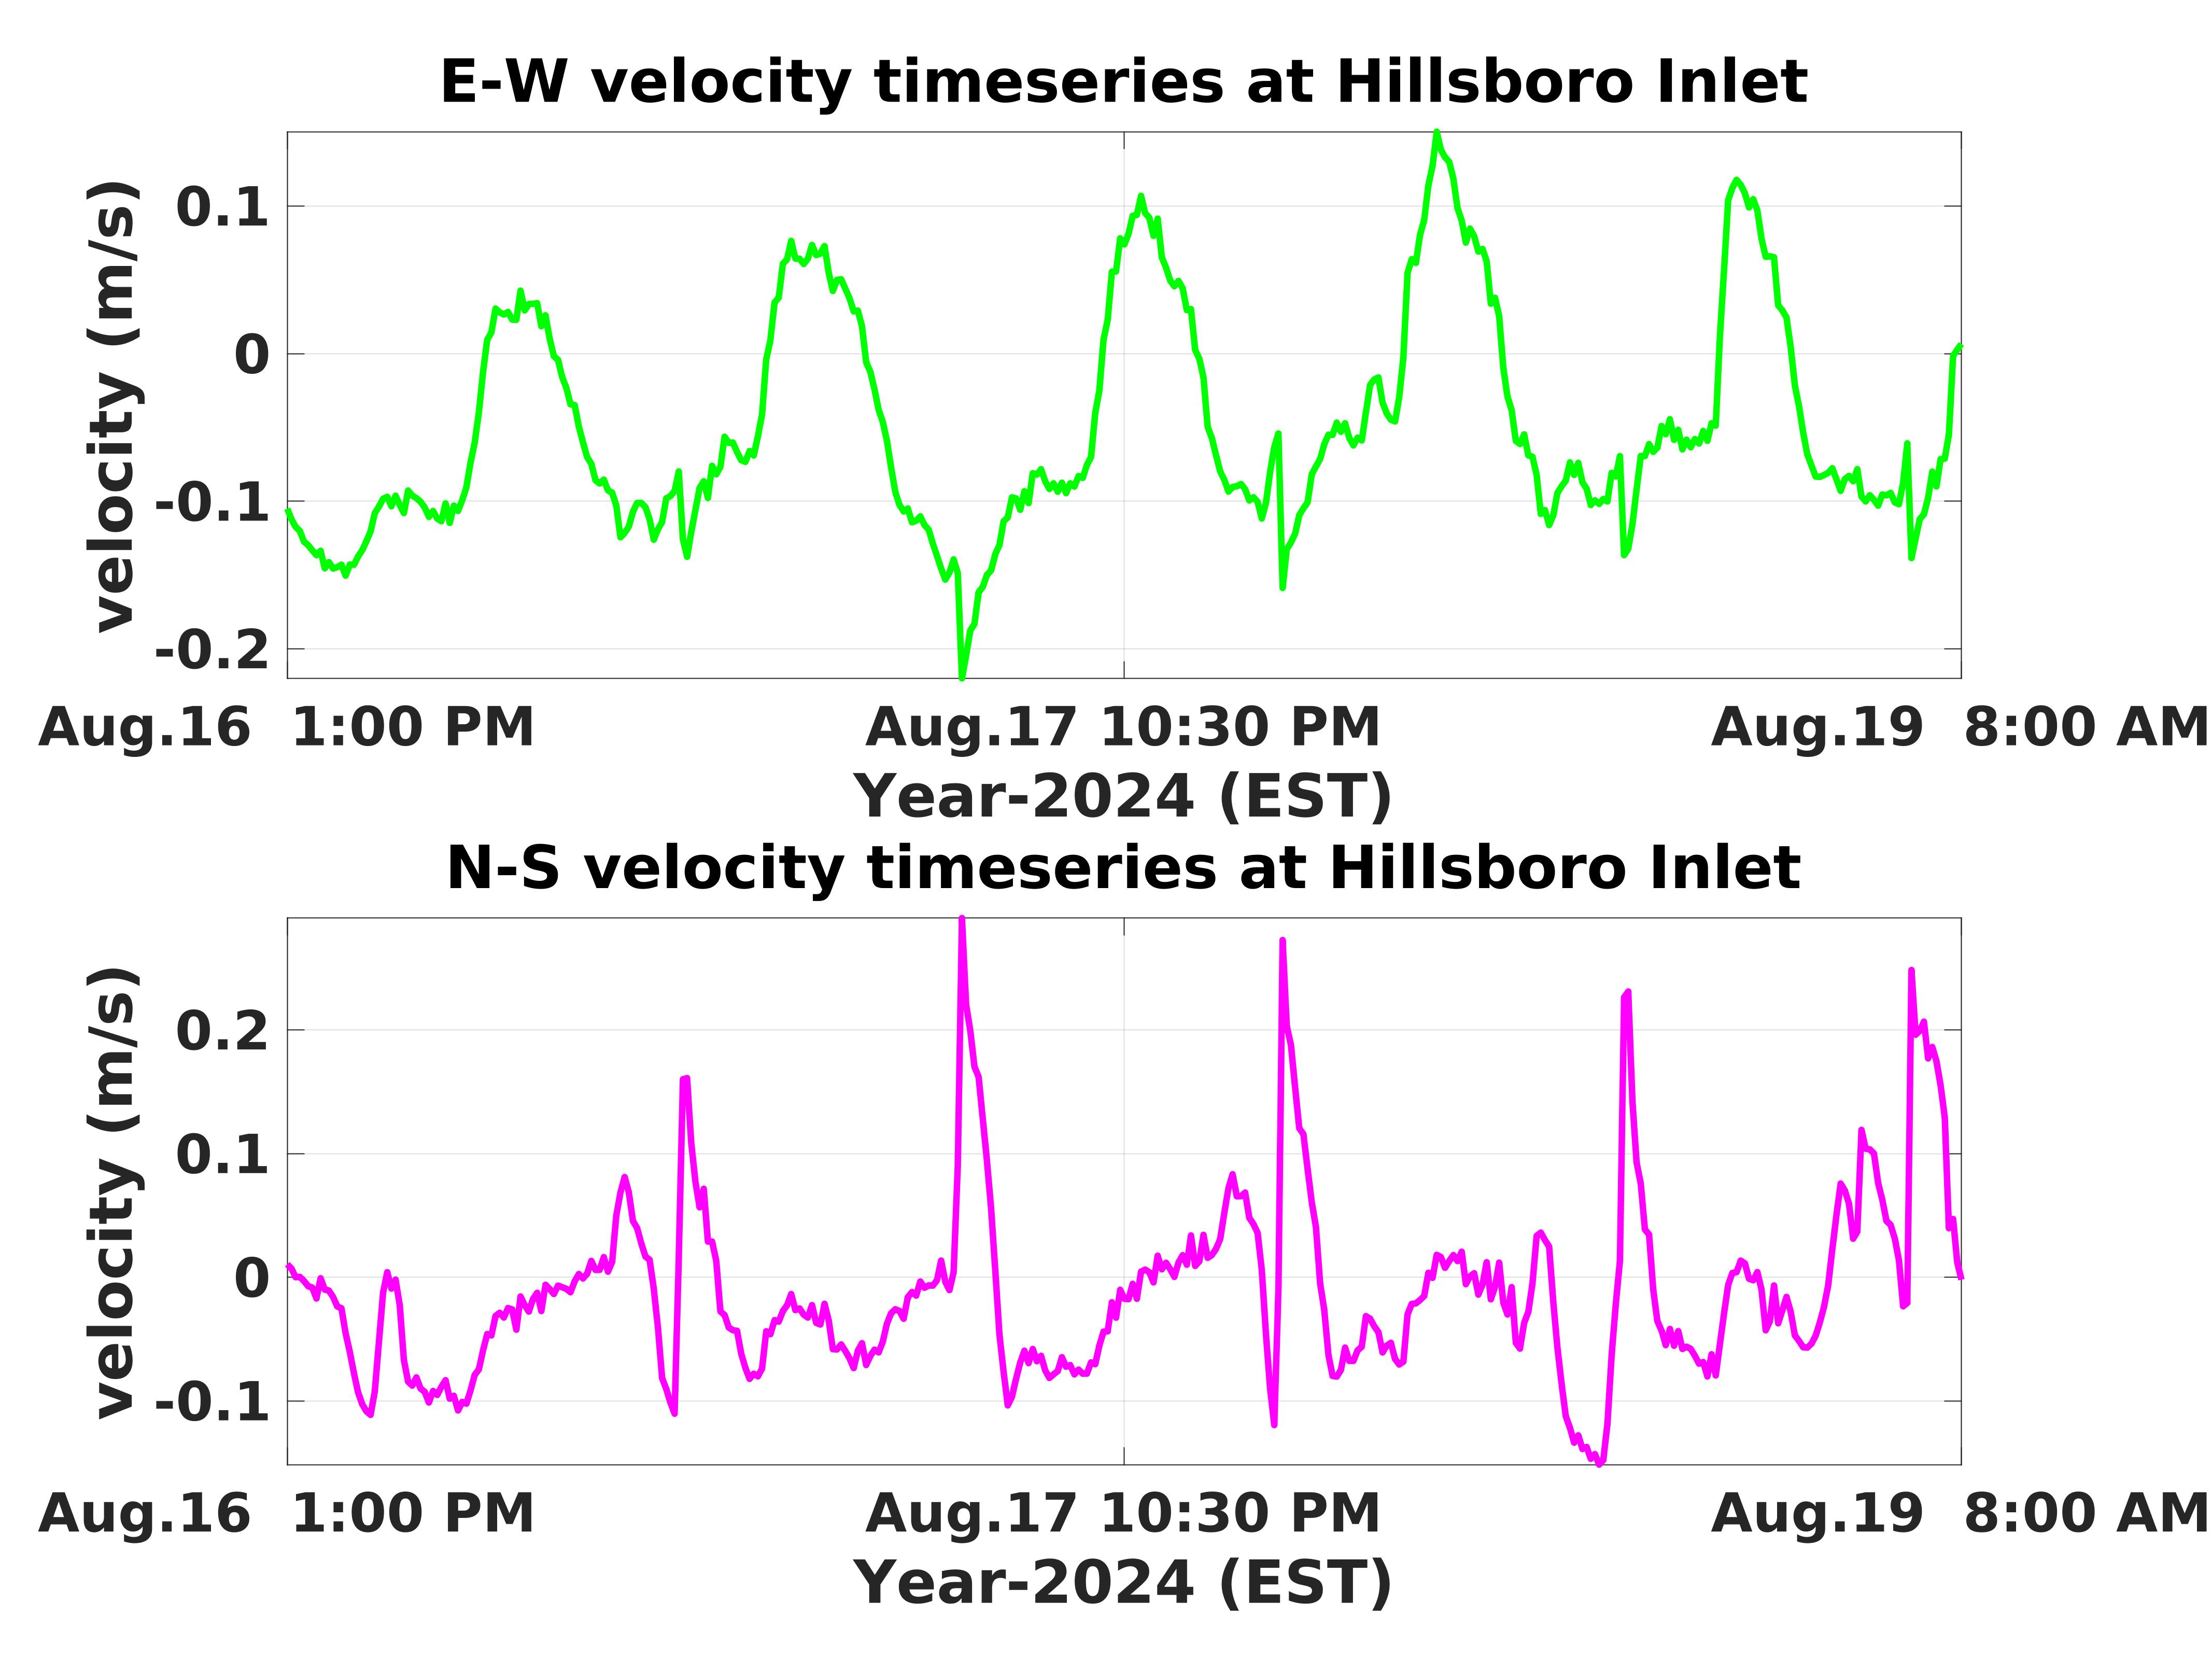 E-W velocity timeseries at Hillsboro Inlet
velocity (m/s)
0.1
0
-0.1
-0.2
Aug.16  1:00 PM Aug.17 10:30 PM Aug.19  8:00 AM
Year-2024 (EST)
N-S velocity timeseries at Hillsboro Inlet
velocity (m/s)
0.2
0.1
0
-0.1
Aug.16  1:00 PM Aug.17 10:30 PM Aug.19  8:00 AM
Year-2024 (EST)